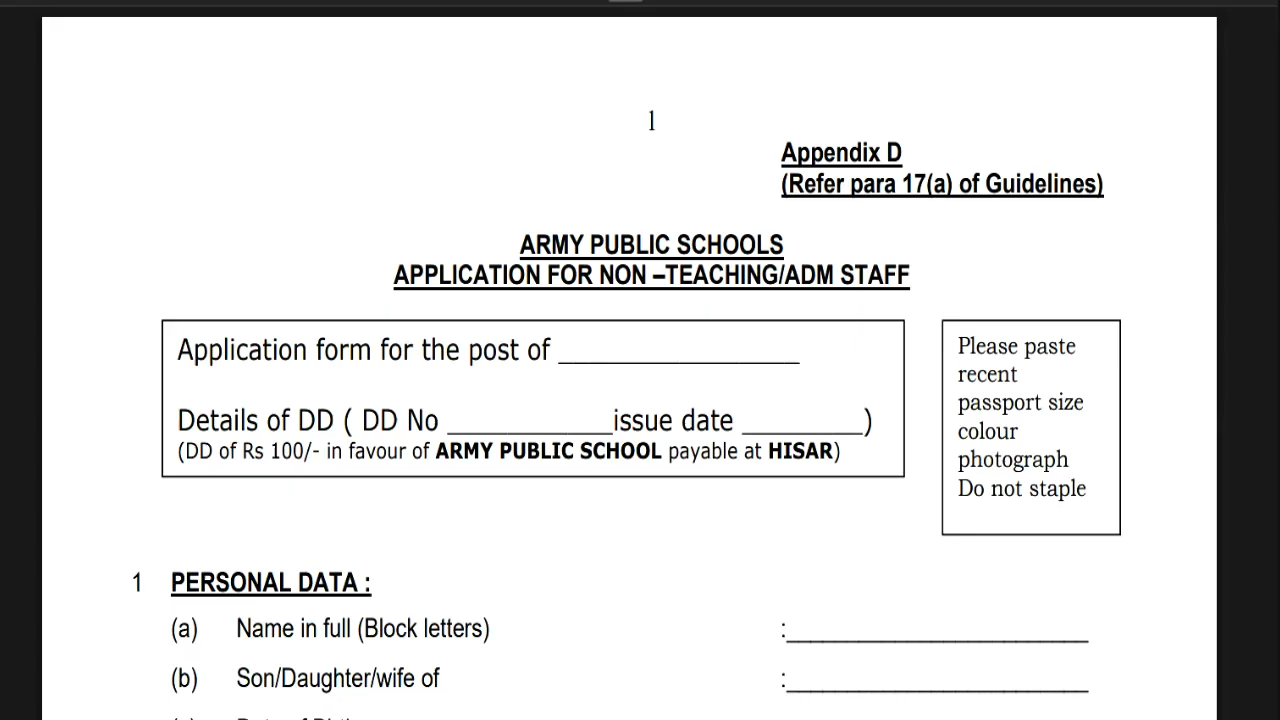 1
Appendix D
(Refer para 17(a) of Guidelines)
ARMY PUBLIC SCHOOLS
APPLICATION FOR NON –TEACHING/ADM STAFF
Application form for the post of ________________
Details of DD ( DD No ___________issue date ________)
(DD of Rs 100/- in favour of ARMY PUBLIC SCHOOL payable at HISAR)
Please paste
recent
passport size
colour
photograph
Do not staple
1 PERSONAL DATA :
(a) Name in full (Block letters) :_________________________
(b) Son/Daughter/wife of :_________________________